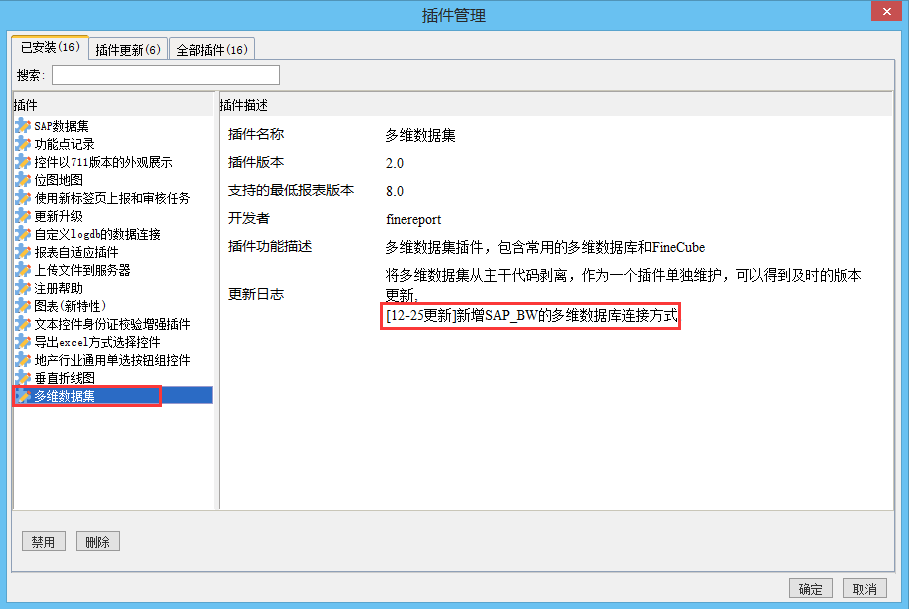 插件管理
已安装(16)
插件更新(6)
全部插件(16)
搜索:
插件
SAP数据集
功能点记录
控件以711版本的外观展示
位图地图
使用新标签页上报和审核任务
更新升级
自定义logdb的数据连接
报表自适应插件
上传文件到服务器
注册帮助
图表(新特性)
文本控件身份证校验增强插件
导出excel方式选择控件
地产行业通用单选按钮组控件
垂直折线图
多维数据集
插件描述
插件名称 多维数据集
插件版本 2.0
支持的最低报表版本 8.0
开发者 finereport
插件功能描述 多维数据集插件，包含常用的多维数据库和FineCube
更新日志
将多维数据集从主干代码剥离，作为一个插件单独维护，可以得到及时的版本
更新,
[12-25更新]新增SAP_BW的多维数据库连接方式
禁用
删除
确定
取消